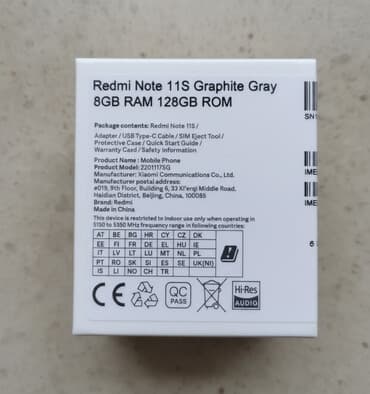 Redmi Note 11S Graphite Gray
8GB RAM 128GB ROM
Package contents: Redmi Note 11S /
Adapter / USB Type-C Cable / SIM Eject Tool /
Protective Case / Quick Start Guide /
Warranty Card / Safety Information
Product Name : Mobile Phone
Product Model: 2201117SG
Manufacturer: Xiaomi Communications Co., Ltd.
Manufacturer postal address:
#019, 9th Floor, Building 6, 33 Xi'erqi Middle Road,
Haidian District, Beijing, China, 100085
Brand: Redmi
Made in China
This device is restricted to indoor use only when operating in
5150 to 5350 MHz frequency range in following countries:
AT BE BG HR CY CZ DK
EE FI FR DE EL HU IE
IT LV LT LU MT NL PL
PT RO SK SI ES SE UK(NI)
IS LI NO CH TR
CE
QC
PASS
Hi-Res
AUDIO
SN
IME
IME
6